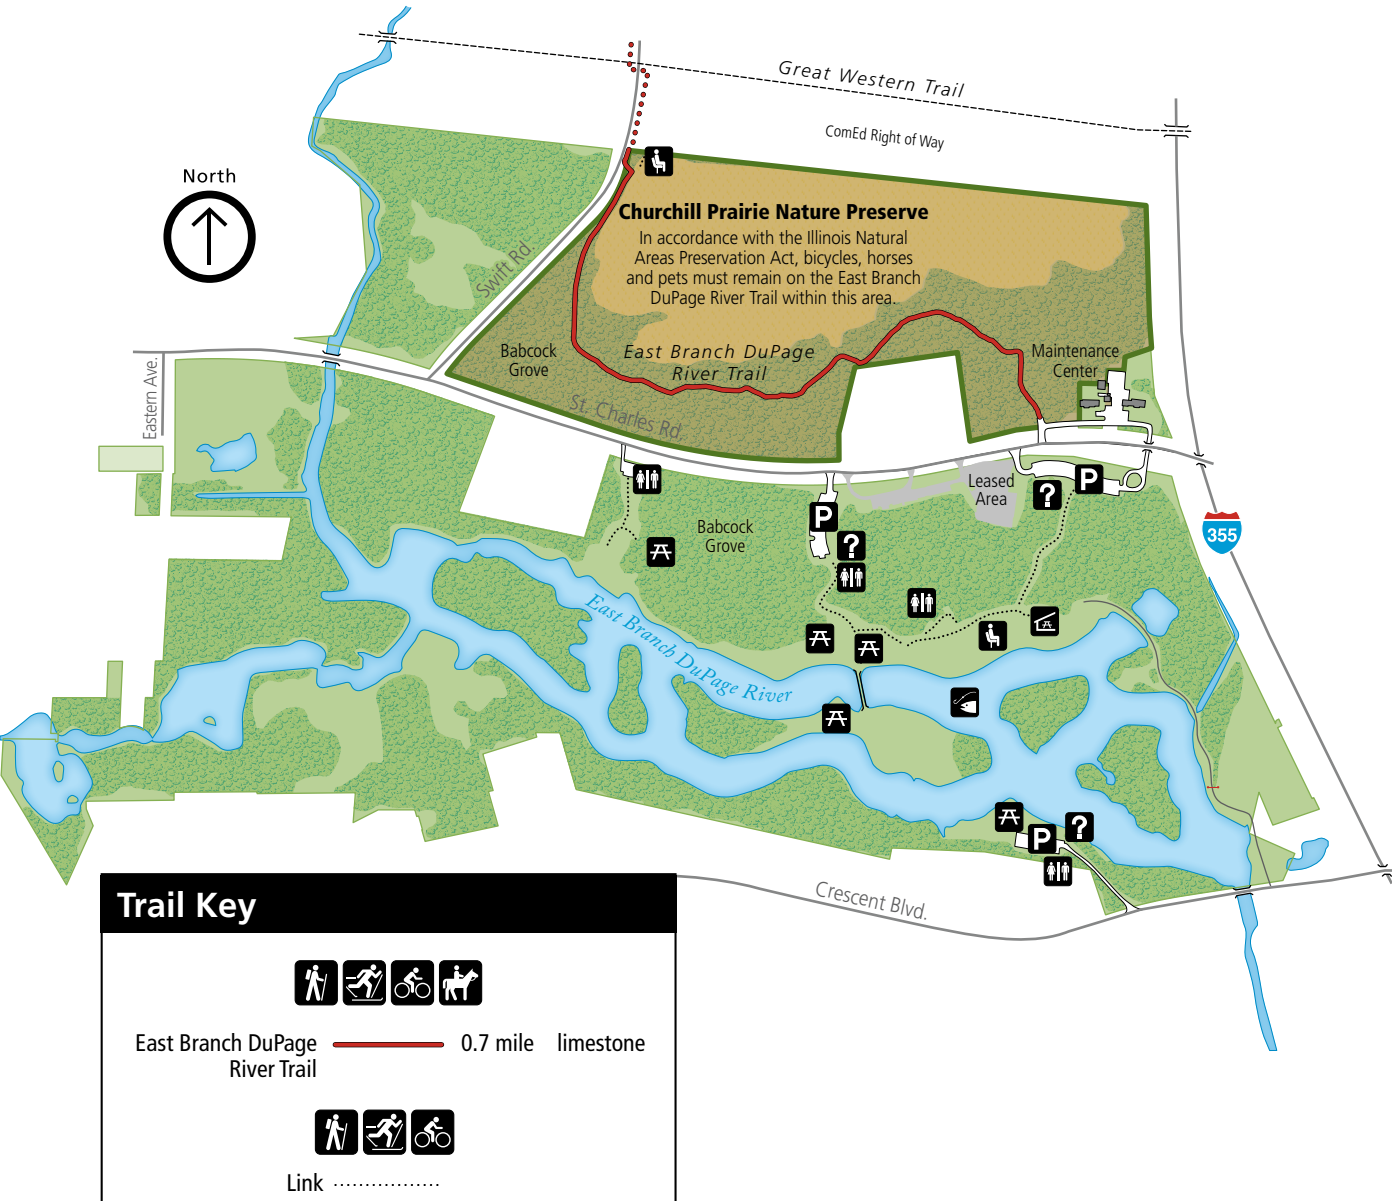 Great Western Trail
ComEd Right of Way
North
Churchill Prairie Nature Preserve
In accordance with the Illinois Natural
Areas Preservation Act, bicycles, horses
and pets must remain on the East Branch
DuPage River Trail within this area.
Swift Rd.
Babcock
Grove
East Branch DuPage
River Trail
Maintenance
Center
Eastern Ave.
St. Charles Rd.
Leased
Area
P
?
P
?
Babcock
Grove
355
East Branch DuPage River
P
?
Crescent Blvd.
Trail Key
East Branch DuPage
River Trail
0.7 mile limestone
Link